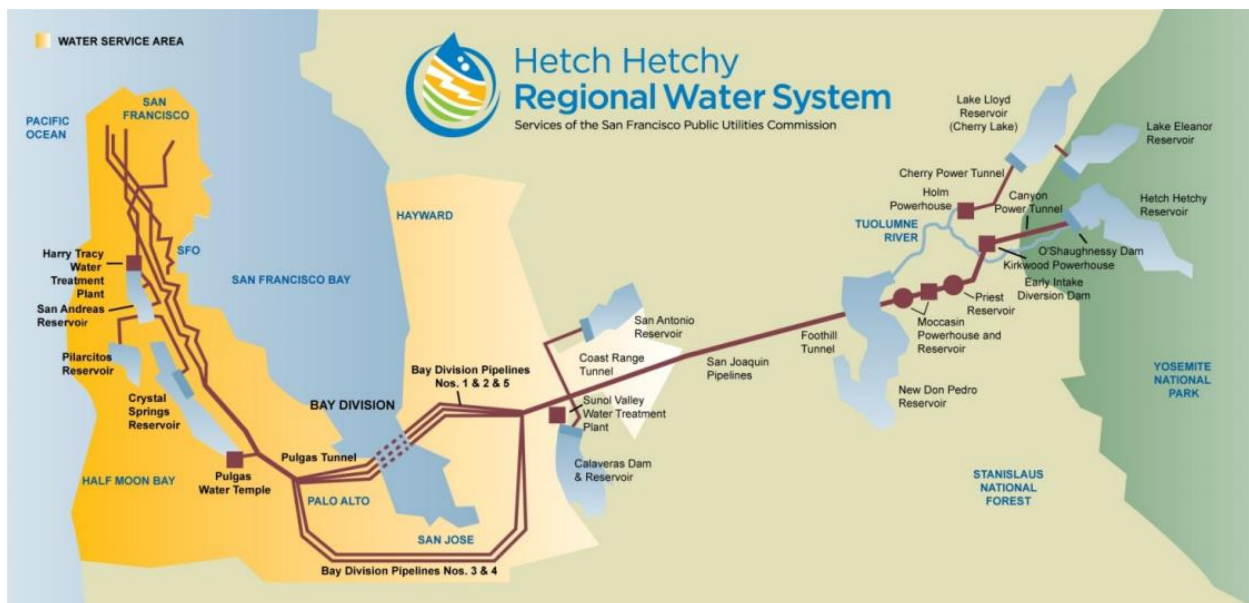 WATER SERVICE AREA
Hetch Hetchy
Regional Water System
Services of the San Francisco Public Utilities Commission
SAN
FRANCISCO
PACIFIC
OCEAN
Lake Lloyd
Reservoir
(Cherry Lake)
Lake Eleanor
Reservoir
Cherry Power Tunnel
Holm
Powerhouse
Canyon
Power Tunnel
Hetch Hetchy
Reservoir
HAYWARD
TUOLUMNE
RIVER
SFO
Harry Tracy
Water
Treatment
Plant
SAN FRANCISCO BAY
O'Shaughnessy Dam
Kirkwood Powerhouse
Early Intake
Diversion Dam
Priest
Reservoir
San Andreas
Reservoir
San Antonio
Reservoir
Moccasin
Powerhouse and
Reservoir
Foothill
Tunnel
Pilarcitos
Reservoir
Coast Range
Tunnel
San Joaquin
Pipelines
Bay Division Pipelines
Nos. 1 & 2 & 5
YOSEMITE
NATIONAL
PARK
New Don Pedro
Reservoir
Crystal
Springs
Reservoir
BAY DIVISION
Sunol Valley
Water Treatment
Plant
Pulgas Tunnel
Calaveras Dam
& Reservoir
HALF MOON BAY
Pulgas
Water Temple
PALO ALTO
STANISLAUS
NATIONAL
FOREST
SAN JOSE
Bay Division Pipelines Nos. 3 & 4